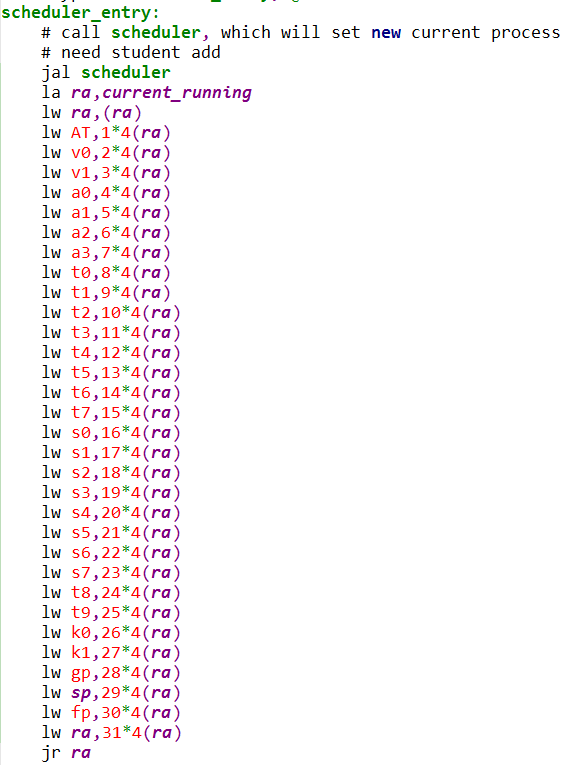 scheduler_entry:
# call scheduler, which will set new current process
# need student add
jal scheduler
la ra,current_running
lw ra,(ra)
lw AT,1*4(ra)
lw v0,2*4(ra)
lw v1,3*4(ra)
lw a0,4*4(ra)
lw a1,5*4(ra)
lw a2,6*4(ra)
lw a3,7*4(ra)
lw t0,8*4(ra)
lw t1,9*4(ra)
lw t2,10*4(ra)
lw t3,11*4(ra)
lw t4,12*4(ra)
lw t5,13*4(ra)
lw t6,14*4(ra)
lw t7,15*4(ra)
lw s0,16*4(ra)
lw s1,17*4(ra)
lw s2,18*4(ra)
lw s3,19*4(ra)
lw s4,20*4(ra)
lw s5,21*4(ra)
lw s6,22*4(ra)
lw s7,23*4(ra)
lw t8,24*4(ra)
lw t9,25*4(ra)
lw k0,26*4(ra)
lw k1,27*4(ra)
lw gp,28*4(ra)
lw sp,29*4(ra)
lw fp,30*4(ra)
lw ra,31*4(ra)
jr ra